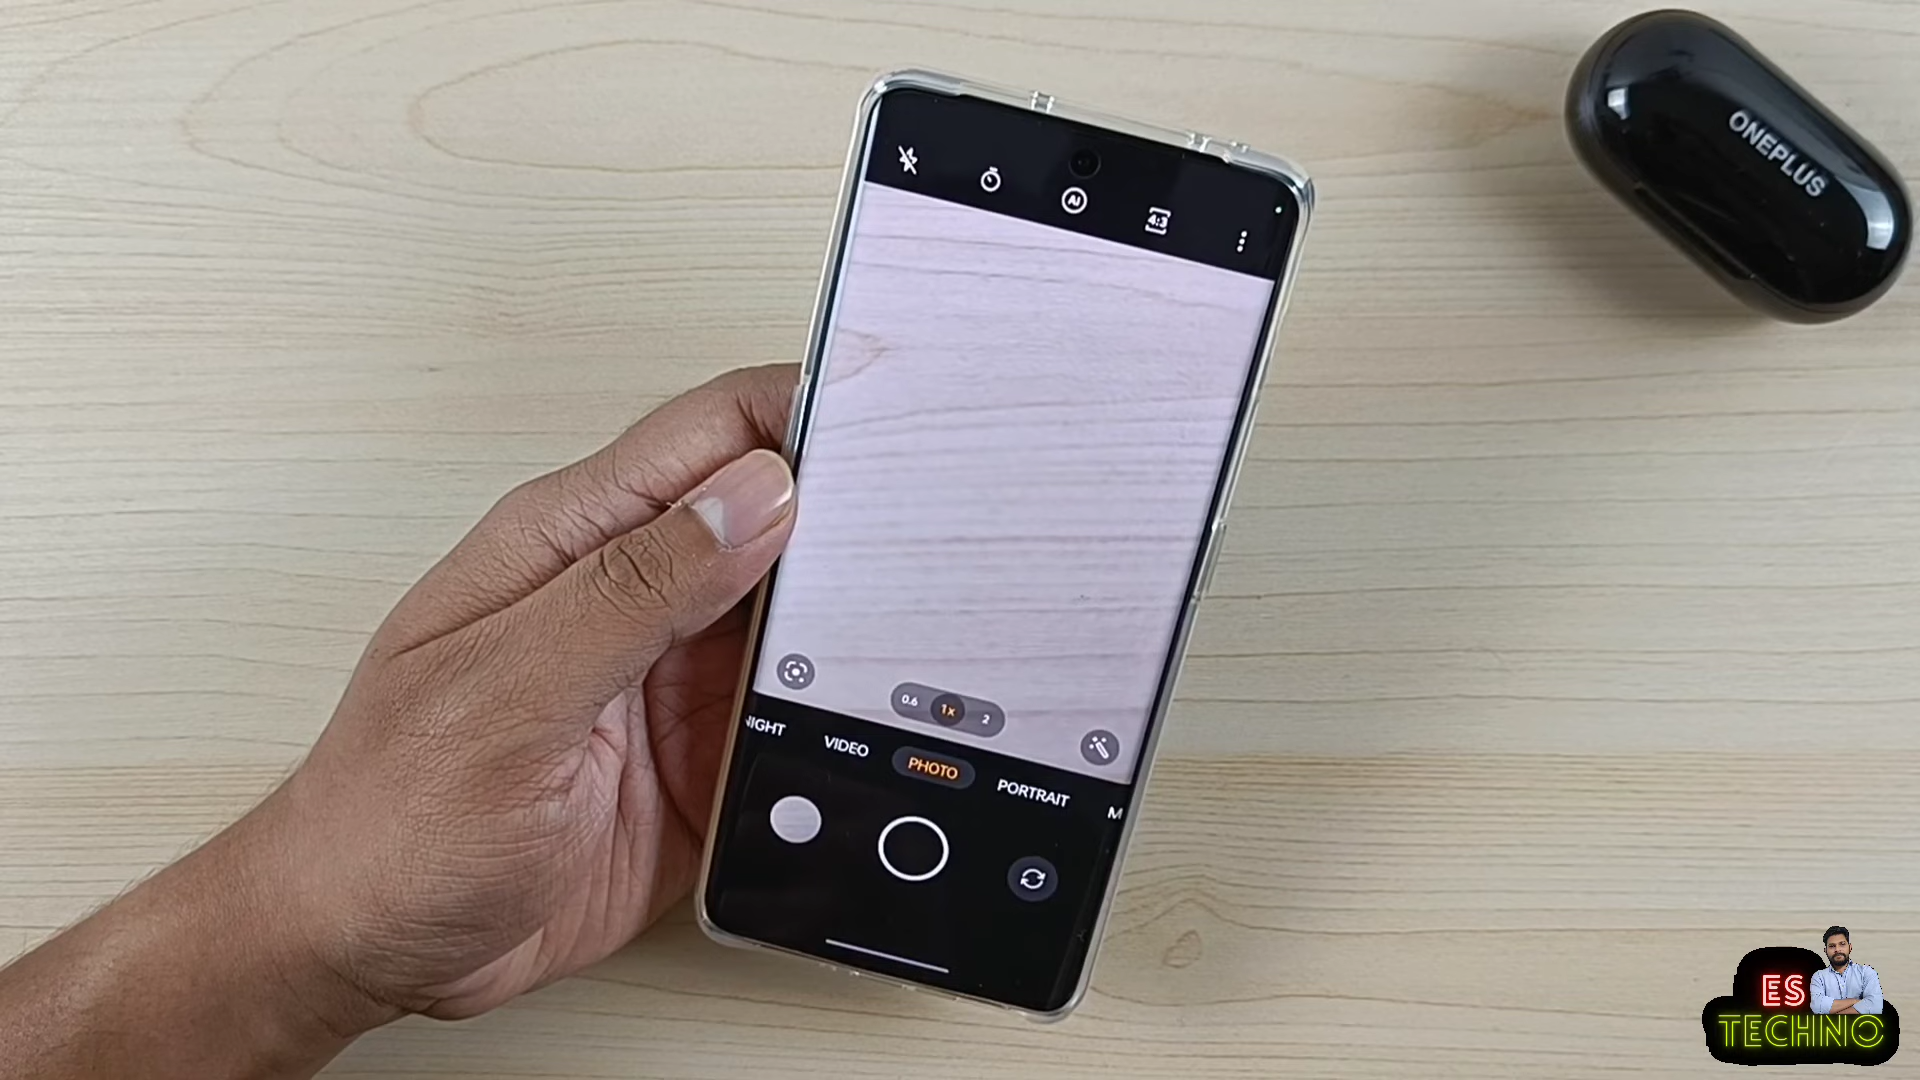 ONEPLUS
AI
4:3
0.6 1x 2
NIGHT VIDEO PHOTO PORTRAIT M
ES
TECHNO